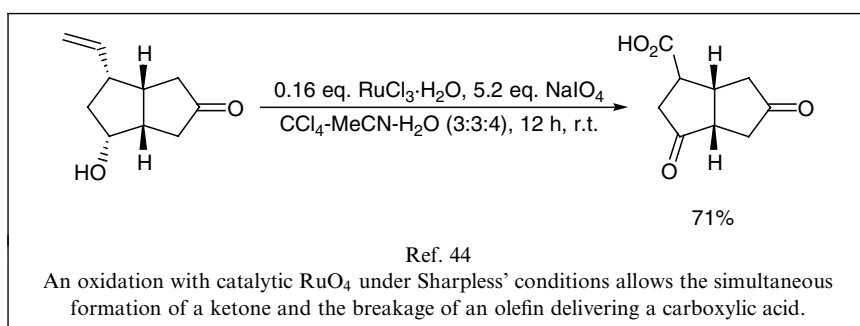 H
O
H
HO
0.16 eq. RuCl₃·H₂O, 5.2 eq. NaIO₄
CCl₄-MeCN-H₂O (3:3:4), 12 h, r.t.
HO₂C
H
O
H
O
71%
Ref. 44
An oxidation with catalytic RuO₄ under Sharpless’ conditions allows the simultaneous
formation of a ketone and the breakage of an olefin delivering a carboxylic acid.